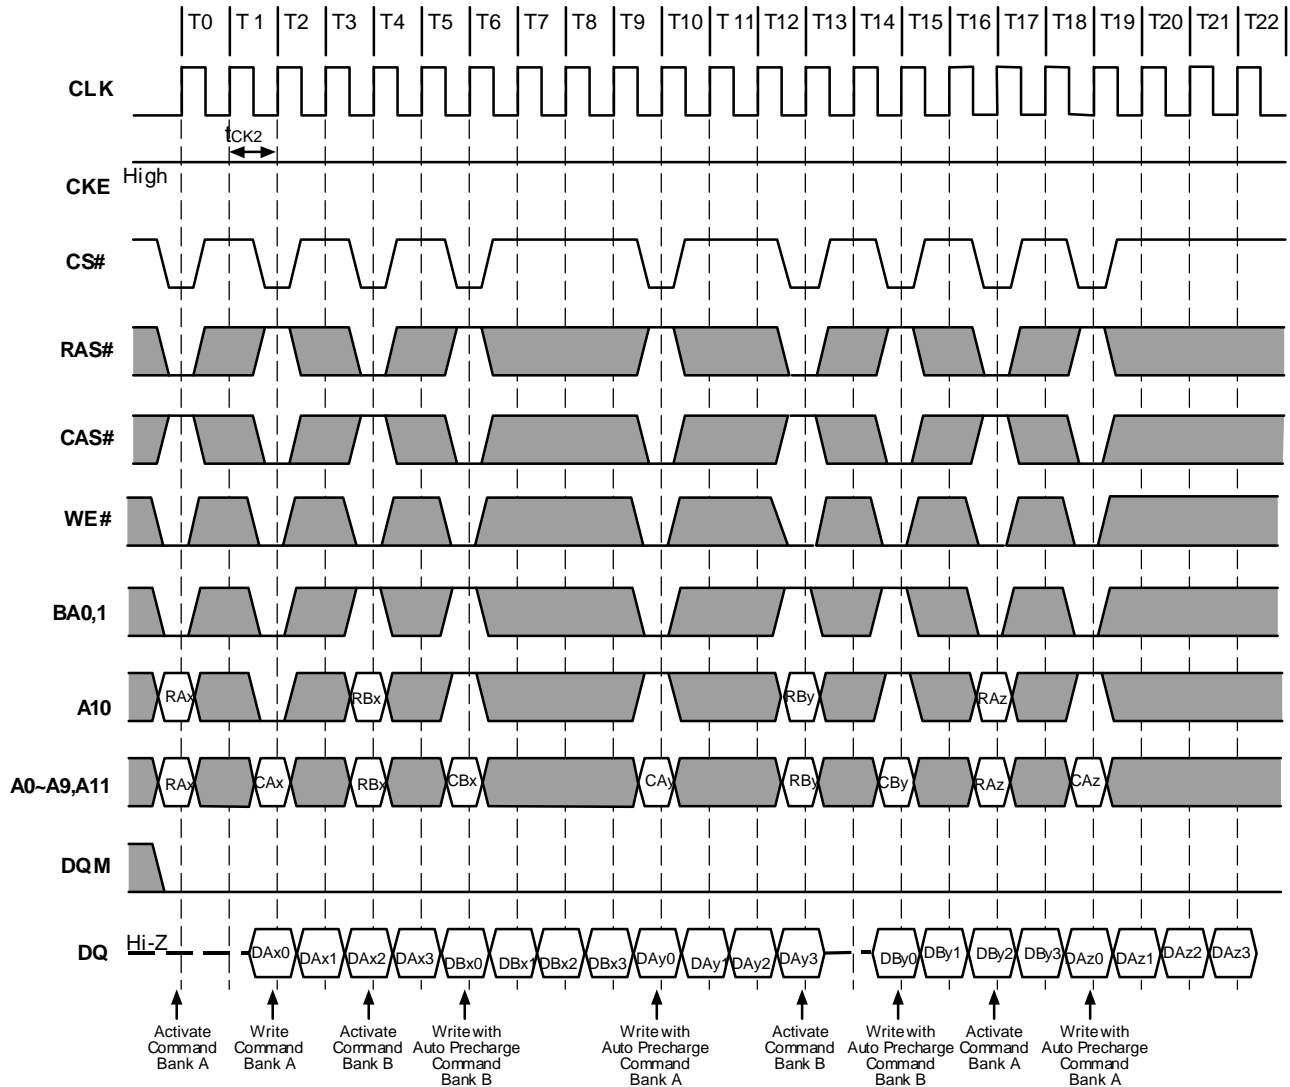 T0 T1 T2 T3 T4 T5 T6 T7 T8 T9 T10 T11 T12 T13 T14 T15 T16 T17 T18 T19 T20 T21 T22
CLK
tCK2
High
CKE
CS#
RAS#
CAS#
WE#
BA0,1
A10
RAx RBx RBy RAz
A0~A9,A11
RAx CAx RBx CBx CAy RBy CBy RAz CAz
DQM
DQ
Hi-Z
DAx0 DAx1 DAx2 DAx3 DBx0 DBx1 DBx2 DBx3 DAy0 DAy1 DAy2 DAy3 DBy0 DBy1 DBy2 DBy3 DAz0 DAz1 DAz2 DAz3
Activate
Command
Bank A
Write
Command
Bank A
Activate
Command
Bank B
Write with
Auto Precharge
Command
Bank B
Write with
Auto Precharge
Command
Bank A
Activate
Command
Bank B
Write with
Auto Precharge
Command
Bank B
Activate
Command
Bank A
Write with
Auto Precharge
Command
Bank A